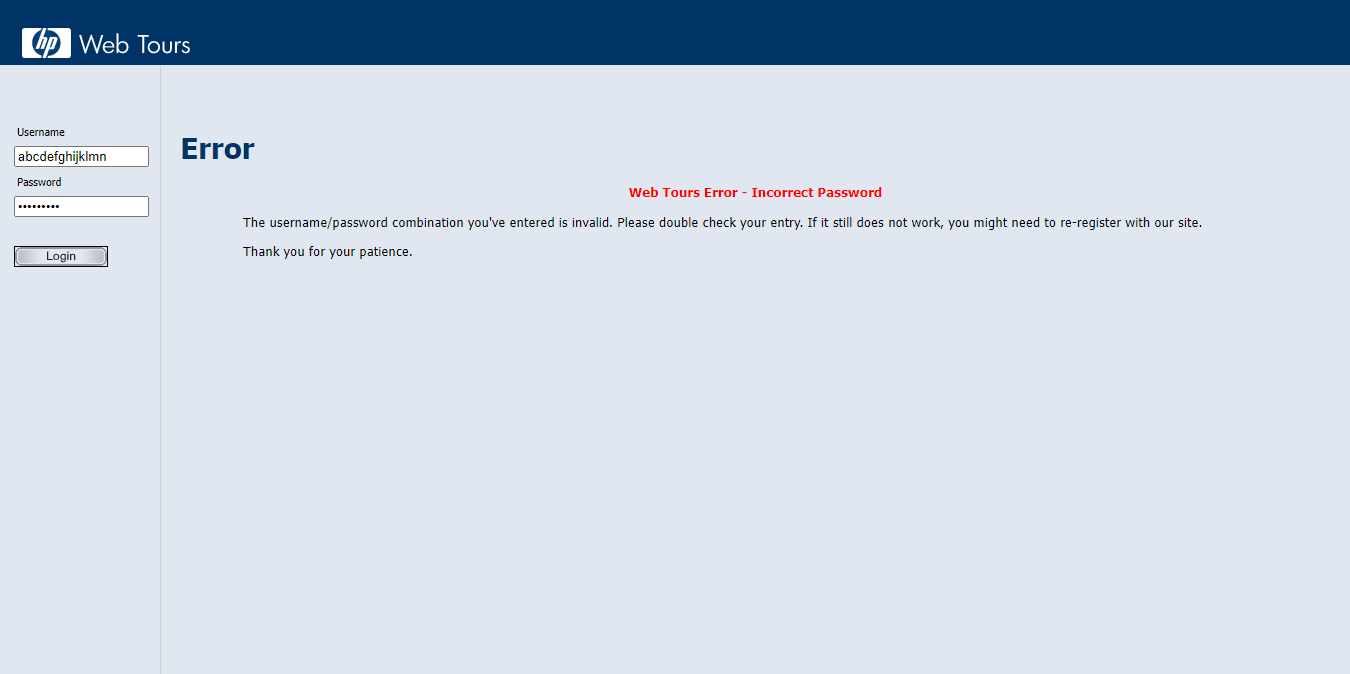 hp Web Tours
Username
abcdefghijklmn
Password
•••••••••
Login
Error
Web Tours Error - Incorrect Password
The username/password combination you've entered is invalid. Please double check your entry. If it still does not work, you might need to re-register with our site.
Thank you for your patience.